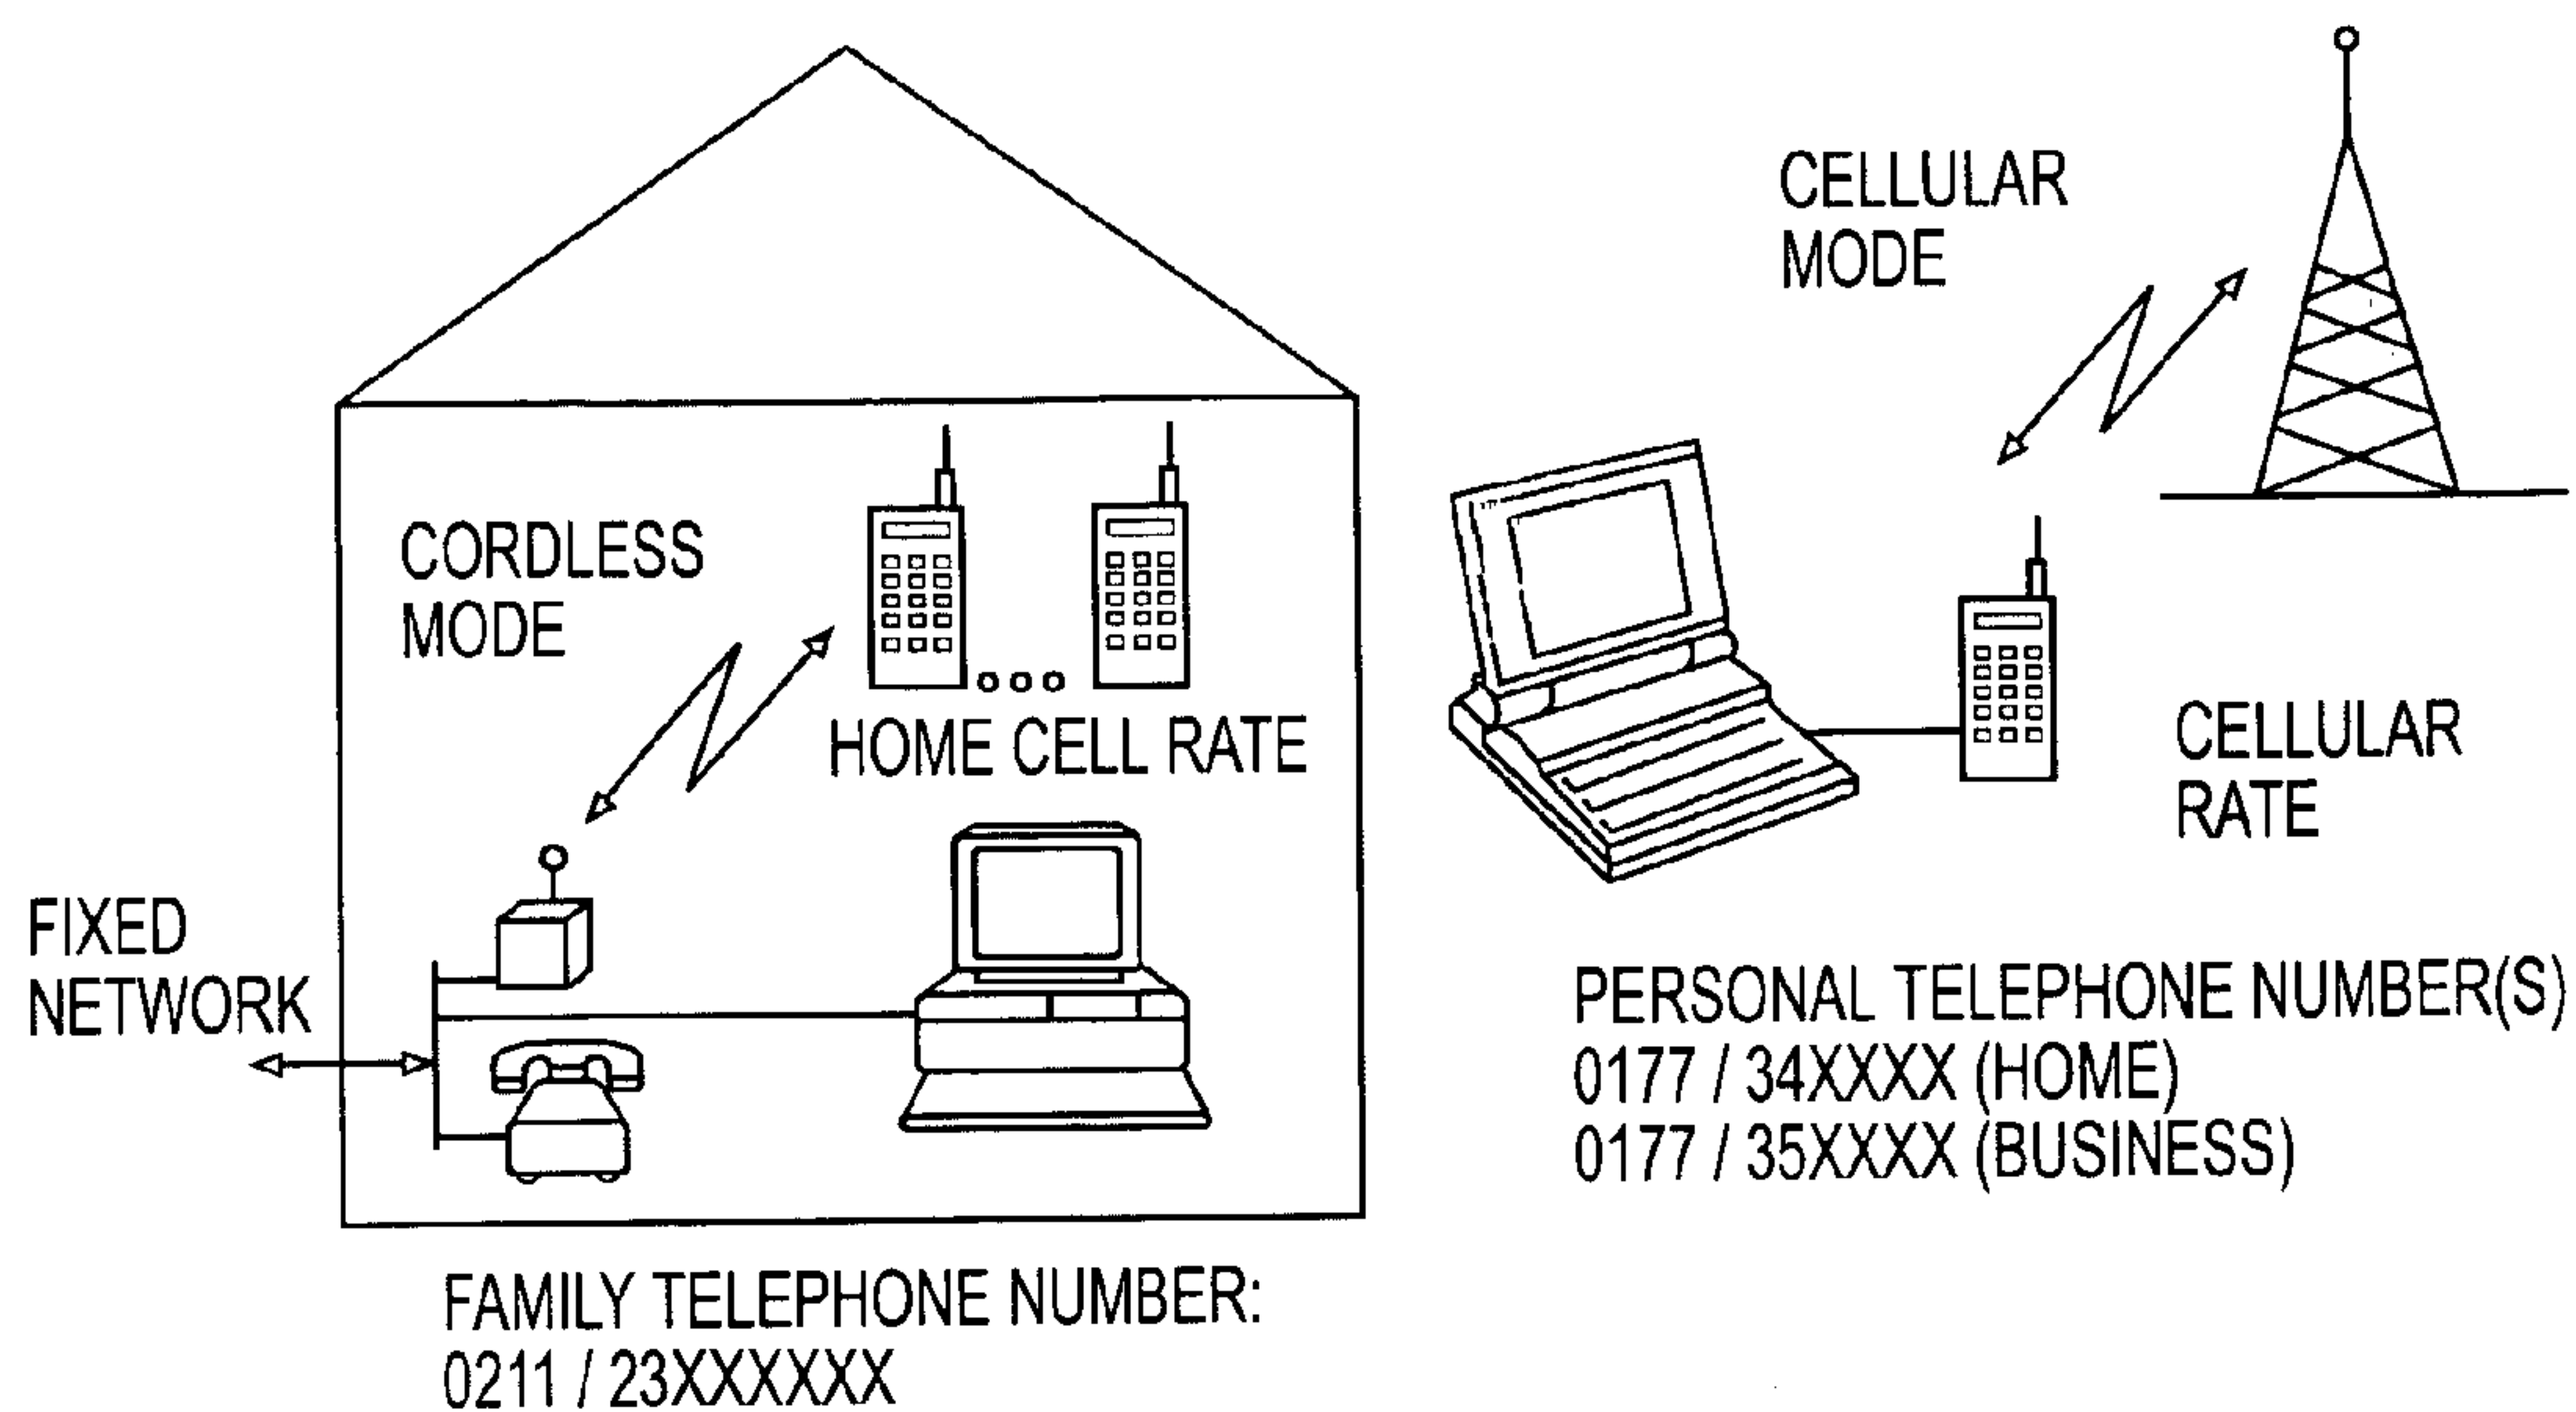 CELLULAR
MODE
CORDLESS
MODE
HOME CELL RATE
CELLULAR
RATE
FIXED
NETWORK
PERSONAL TELEPHONE NUMBER(S)
0177 / 34XXXX (HOME)
0177 / 35XXXX (BUSINESS)
FAMILY TELEPHONE NUMBER:
0211 / 23XXXXXX